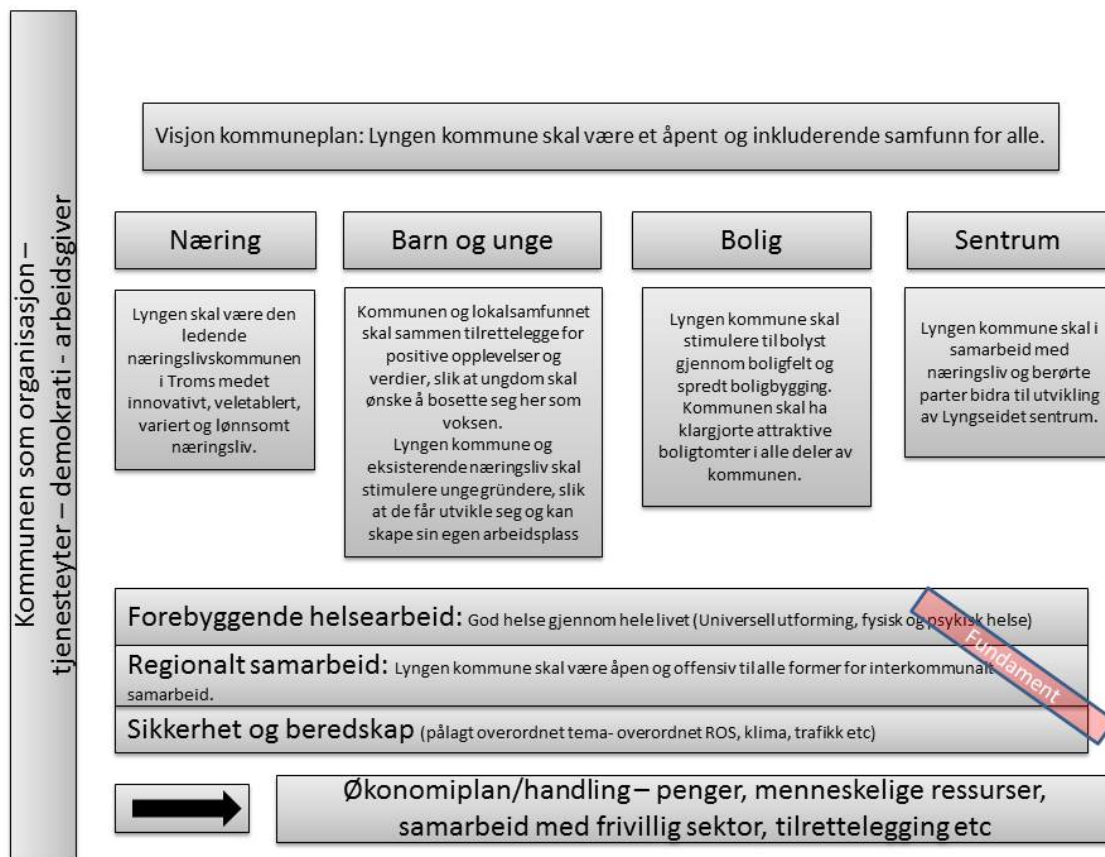 Kommunen som organisasjon –
tjenesteyter – demokrati - arbeidsgiver
Visjon kommuneplan: Lyngen kommune skal være et åpent og inkluderende samfunn for alle.
Næring
Lyngen skal være den
ledende
næringslivskommunen
i Troms medet
innovativt, veletablert,
variert og lønnsomt
næringsliv.
Barn og unge
Kommunen og lokalsamfunnet
skal sammen tilrettelegge for
positive opplevelser og
verdier, slik at ungdom skal
ønske å bosette seg her som
voksen.
Lyngen kommune og
eksisterende næringsliv skal
stimulere unge gründere, slik
at de får utvikle seg og kan
skape sin egen arbeidsplass
Bolig
Lyngen kommune skal
stimulere til bolyst
gjennom boligfelt og
spredt boligbygging.
Kommunen skal ha
klargjorte attraktive
boligtomter i alle deler av
kommunen.
Sentrum
Lyngen kommune skal i
samarbeid med
næringsliv og berørte
parter bidra til utvikling
av Lyngseidet sentrum.
Forebyggende helsearbeid: God helse gjennom hele livet (Universell utforming, fysisk og psykisk helse)
Regionalt samarbeid: Lyngen kommune skal være åpen og offensiv til alle former for interkommunalt
samarbeid.
Sikkerhet og beredskap (pålagt overordnet tema- overordnet ROS, klima, trafikk etc)
Fundament
Økonomiplan/handling – penger, menneskelige ressurser,
samarbeid med frivillig sektor, tilrettelegging etc